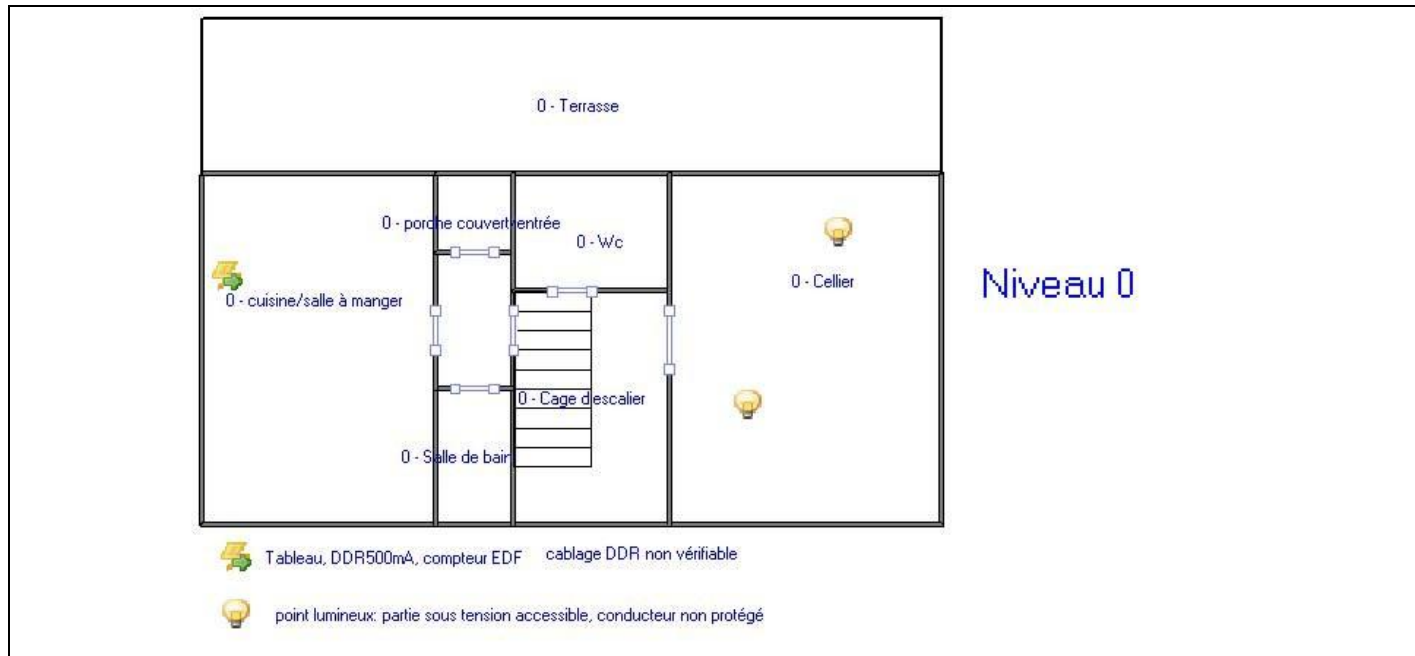 0 - Terrasse
0 - porche couvert entrée
0 - Wc
0 - Cellier
Niveau 0
0 - cuisine/salle à manger
0 - Cage d'escalier
0 - Salle de bain
Tableau, DDR500mA, compteur EDF
cablage DDR non vérifiable
point lumineux: partie sous tension accessible, conducteur non protégé